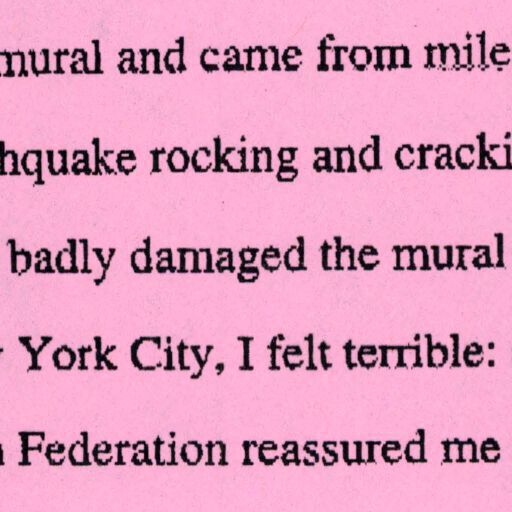 mural and came from mile
hquake rocking and cracki
badly damaged the mural
York City, I felt terrible:
Federation reassured me